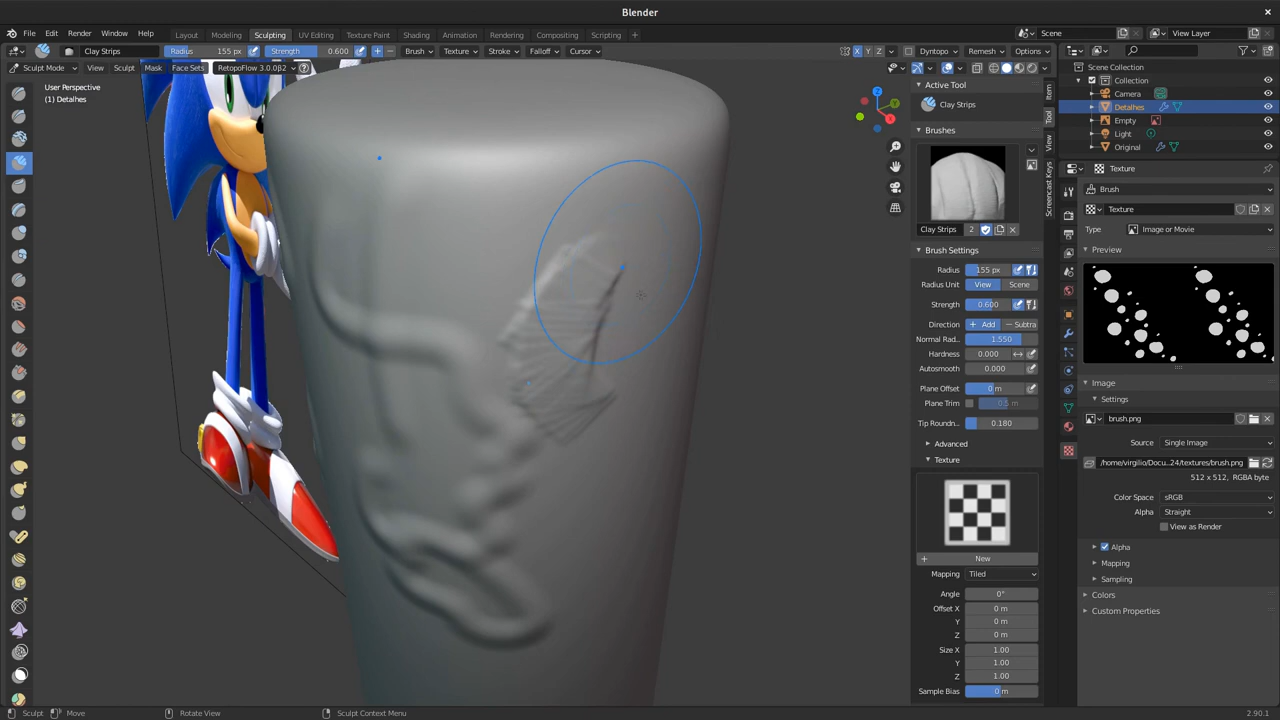 Blender
File Edit Render Window Help Layout Modeling Sculpting UV Editing Texture Paint Shading Animation Rendering Compositing Scripting + Scene View Layer
Clay Strips Radius 155 px Strength 0.600 + − Brush Texture Stroke Falloff Cursor X Y Z Dyntopo Remesh Options
Sculpt Mode View Sculpt Mask Face Sets RetopoFlow 3.0.0β2
User Perspective
(1) Detalhes
Z
Y
X
Active Tool
Clay Strips
Brushes
Clay Strips 2
Brush Settings
Radius 155 px
Radius Unit View Scene
Strength 0.600
Direction + Add − Subtra
Normal Rad... 1.550
Hardness 0.000
Autosmooth 0.000
Plane Offset 0 m
Plane Trim 0.5 m
Tip Roundn... 0.180
Advanced
Texture
+ New
Mapping Tiled
Angle 0°
Offset X 0 m
Y 0 m
Z 0 m
Size X 1.00
Y 1.00
Z 1.00
Sample Bias 0 m
Item
Tool
View
Screencast Keys
Scene Collection
Collection
Camera
Detalhes
Empty
Light
Original
Texture
Brush
Texture
Type Image or Movie
Preview
Image
Settings
brush.png
Source Single Image
/home/virgilio/Docu...24/textures/brush.png
512 x 512, RGBA byte
Color Space sRGB
Alpha Straight
View as Render
Alpha
Mapping
Sampling
Colors
Custom Properties
Sculpt Move Rotate View Sculpt Context Menu 2.90.1